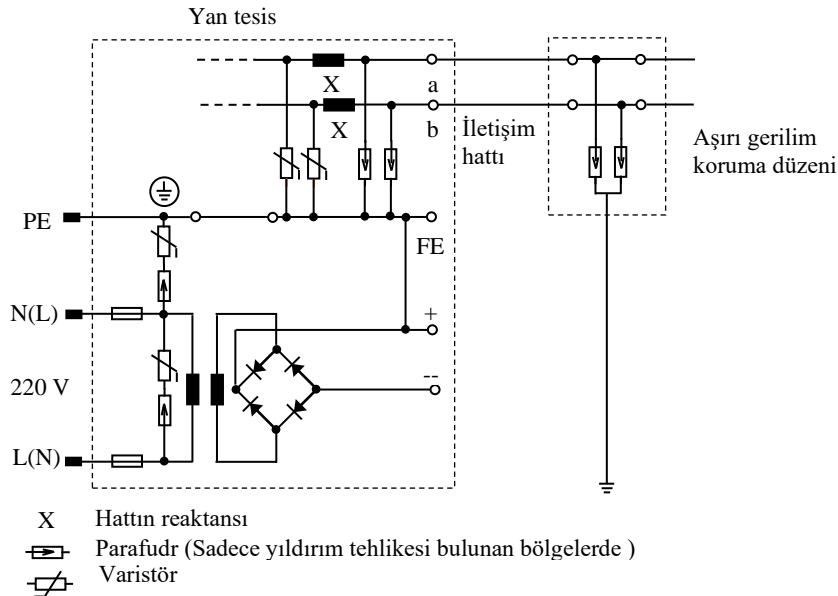 Yan tesis
X
a
X
b
İletişim
hattı
Aşırı gerilim
koruma düzeni
PE
FE
N(L)
+
220 V
--
L(N)
X Hattın reaktansı
Parafudr (Sadece yıldırım tehlikesi bulunan bölgelerde )
Varistör